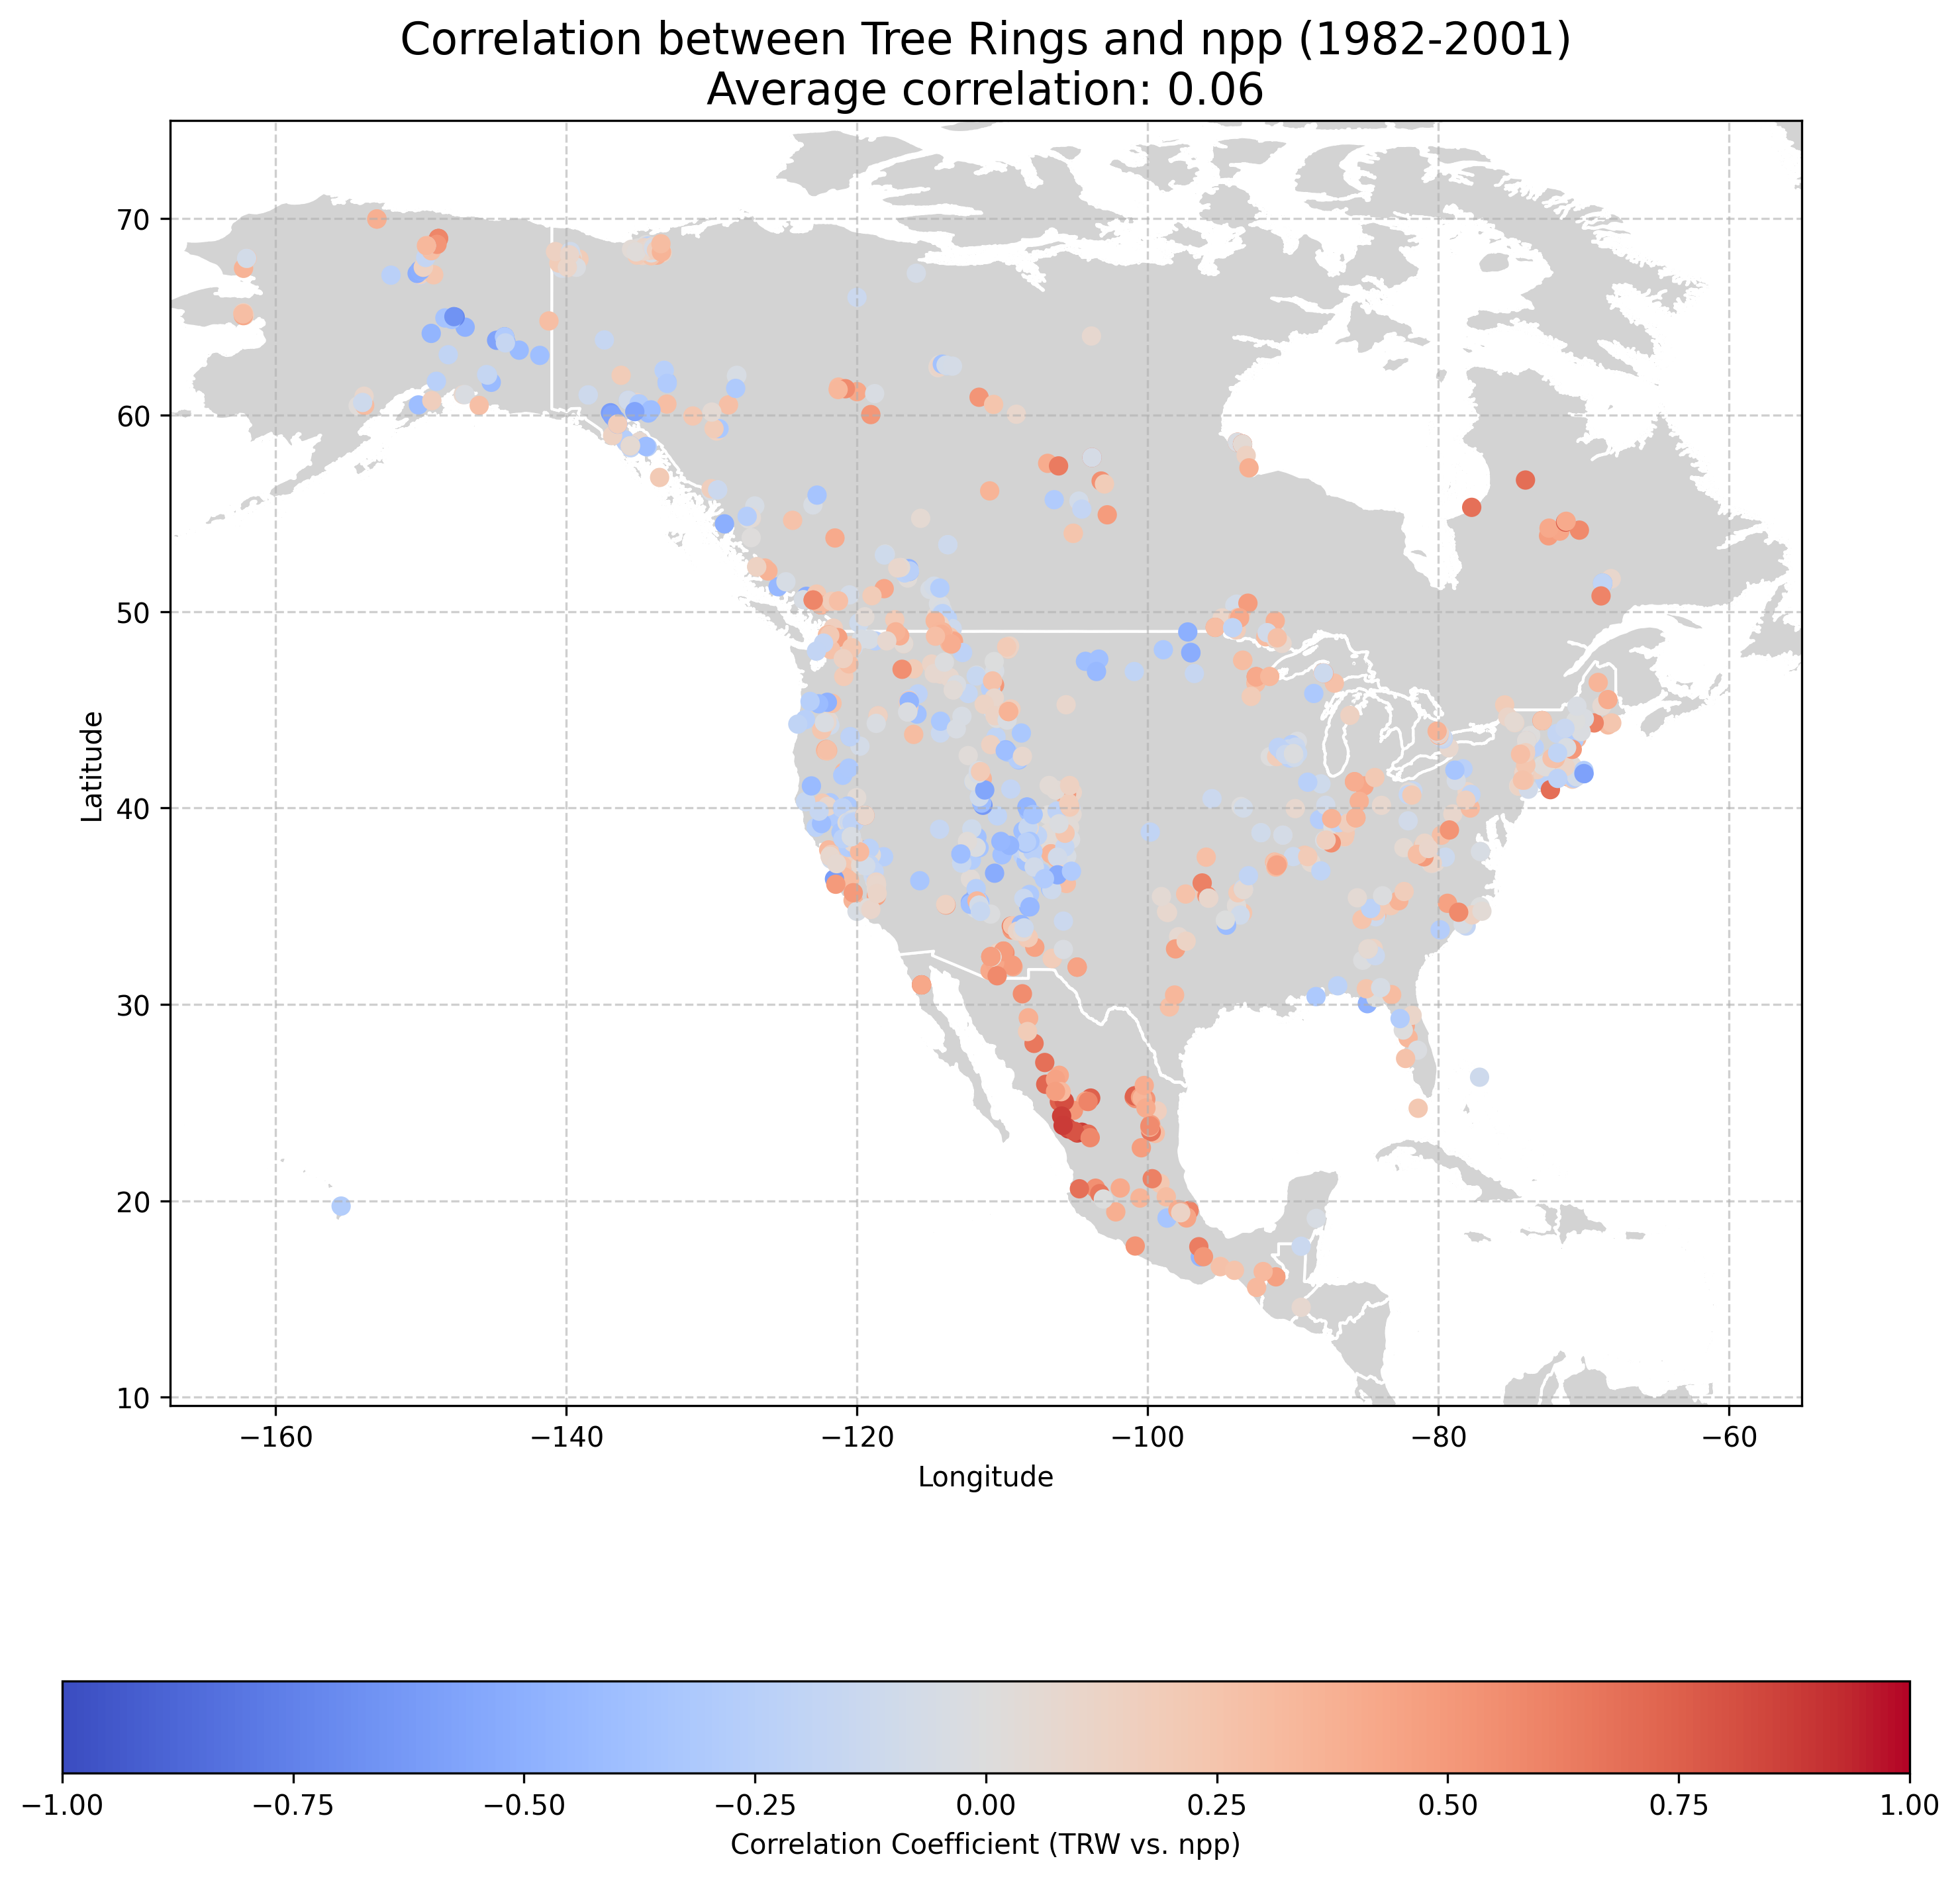 Correlation between Tree Rings and npp (1982-2001)
Average correlation: 0.06
70
60
50
40
30
20
10
Latitude
−160 −140 −120 −100 −80 −60
Longitude
−1.00 −0.75 −0.50 −0.25 0.00 0.25 0.50 0.75 1.00
Correlation Coefficient (TRW vs. npp)